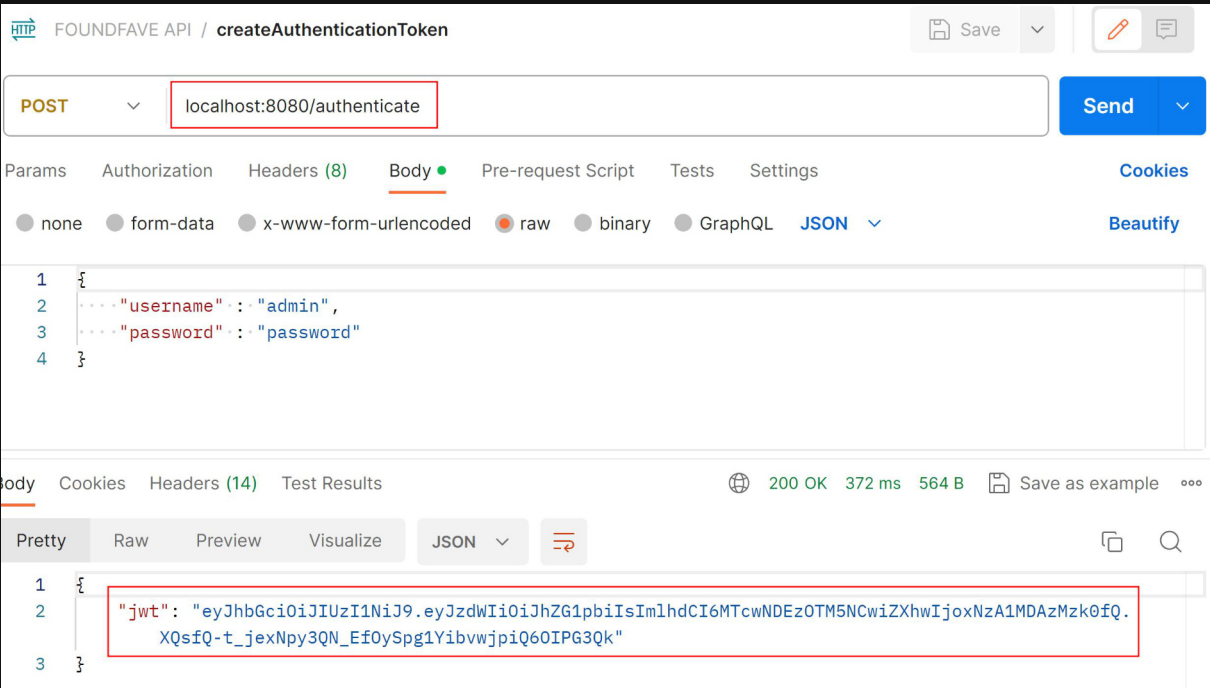 HTTP FOUNDFAVE API / createAuthenticationToken Save
POST localhost:8080/authenticate Send
Params Authorization Headers (8) Body Pre-request Script Tests Settings Cookies
none form-data x-www-form-urlencoded raw binary GraphQL JSON Beautify
1 {
2 "username" : "admin",
3 "password" : "password"
4 }
Body Cookies Headers (14) Test Results 200 OK 372 ms 564 B Save as example
Pretty Raw Preview Visualize JSON
1 {
2 "jwt": "eyJhbGciOiJIUzI1NiJ9.eyJzdWIiOiJhZG1pbiIsImlhdCI6MTcwNDEzOTM5NCwiZXhwIjoxNzA1MDAzMzk0fQ.
XQsfQ-t_jexNpy3QN_EfOySpg1YibvwjpiQ6OIPG3Qk"
3 }